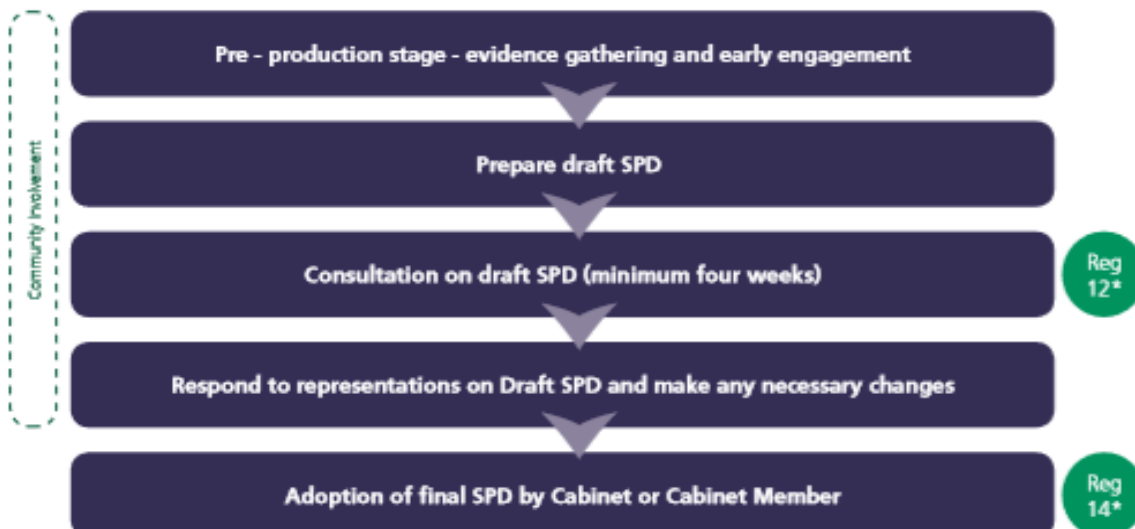 Community Involvement
Pre - production stage - evidence gathering and early engagement
Prepare draft SPD
Consultation on draft SPD (minimum four weeks)
Reg
12*
Respond to representations on Draft SPD and make any necessary changes
Adoption of final SPD by Cabinet or Cabinet Member
Reg
14*